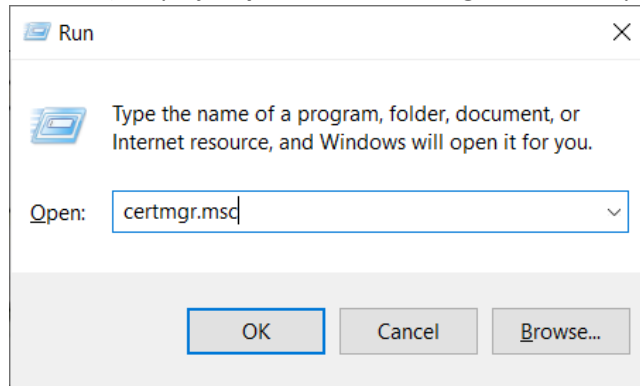 Run
Type the name of a program, folder, document, or
Internet resource, and Windows will open it for you.
Open: certmgr.msc
OK Cancel Browse...